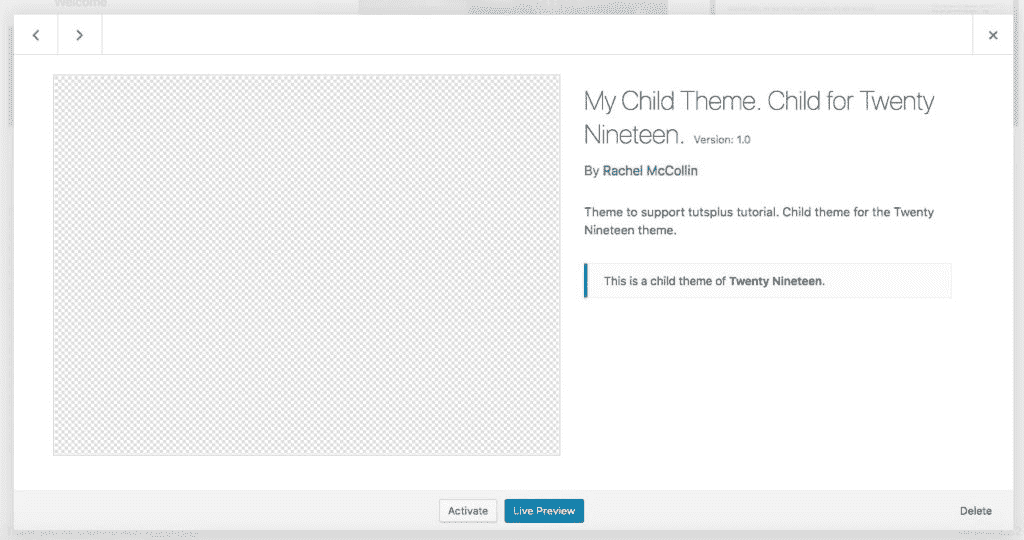 Welcome
My Child Theme. Child for Twenty
Nineteen. Version: 1.0
By Rachel McCollin
Theme to support tutsplus tutorial. Child theme for the Twenty
Nineteen theme.
This is a child theme of Twenty Nineteen.
Activate
Live Preview
Delete